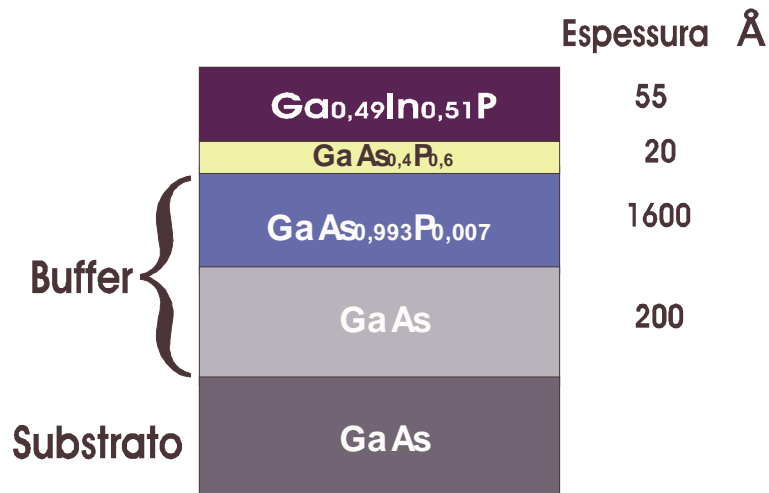 Espessura Å
Ga0,49In0,51P 55
GaAs0,4P0,6 20
GaAs0,993P0,007 1600
Buffer
GaAs 200
Substrato GaAs